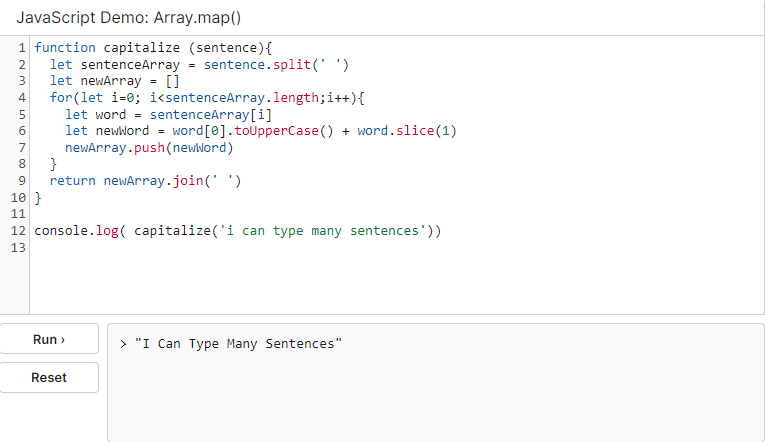 JavaScript Demo: Array.map()
1 function capitalize (sentence){
2   let sentenceArray = sentence.split(' ')
3   let newArray = []
4   for(let i=0; i<sentenceArray.length;i++){
5     let word = sentenceArray[i]
6     let newWord = word[0].toUpperCase() + word.slice(1)
7     newArray.push(newWord)
8   }
9   return newArray.join(' ')
10 }
11
12 console.log( capitalize('i can type many sentences'))
13
Run ›
> "I Can Type Many Sentences"
Reset